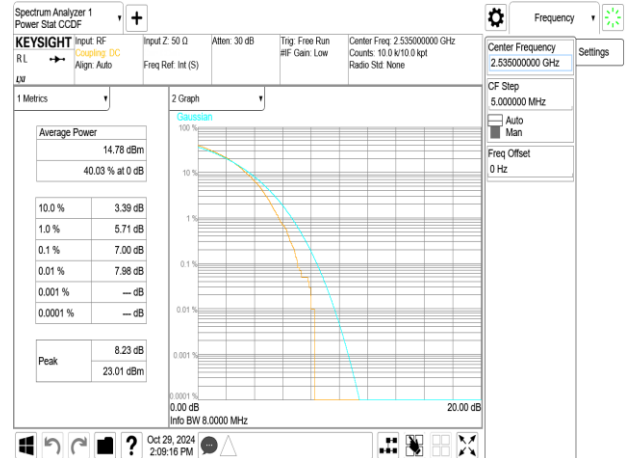 Spectrum Analyzer 1
Power Stat CCDF
+
Frequency
KEYSIGHT
RL
LXI
Input: RF
Coupling: DC
Align: Auto
Input Z: 50 Ω
Freq Ref: Int (S)
Atten: 30 dB
Trig: Free Run
#IF Gain: Low
Center Freq: 2.535000000 GHz
Counts: 10.0 k/10.0 kpt
Radio Std: None
Center Frequency
2.535000000 GHz
Settings
CF Step
5.000000 MHz
Auto
Man
Freq Offset
0 Hz
1 Metrics
Average Power
14.78 dBm
40.03 % at 0 dB
10.0 % 3.39 dB
1.0 % 5.71 dB
0.1 % 7.00 dB
0.01 % 7.98 dB
0.001 % --- dB
0.0001 % --- dB
Peak
8.23 dB
23.01 dBm
2 Graph
Gaussian
100 %
10 %
1 %
0.1 %
0.01 %
0.001 %
0.0001 %
0.00 dB 20.00 dB
Info BW 8.0000 MHz
?
Oct 29, 2024
2:09:16 PM